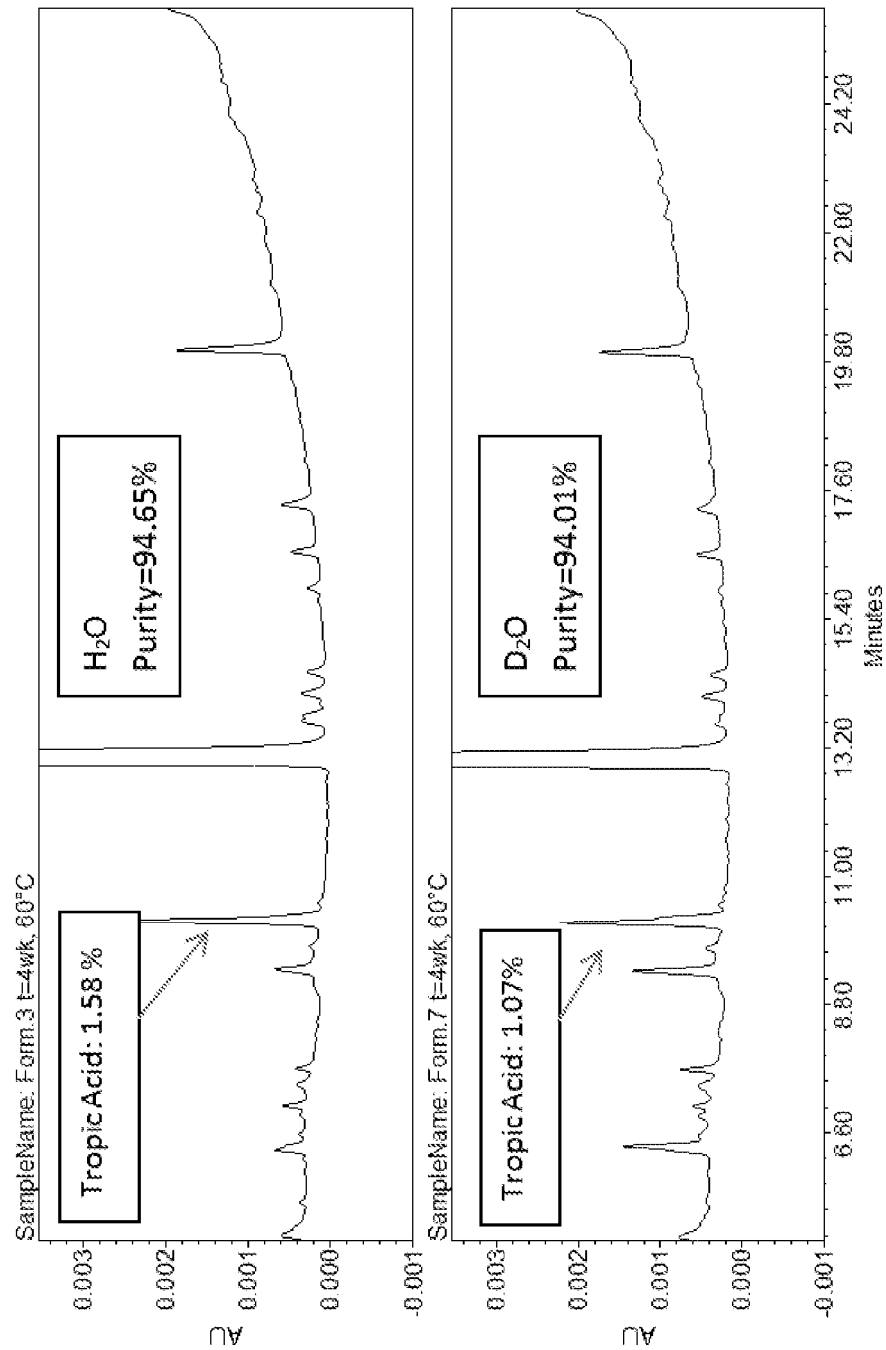 SampleName: Form.3 t=4wk, 60°C
AU
0.003
0.002
0.001
0.000
-0.001
Tropic Acid: 1.58 %
H₂O
Purity=94.65%
SampleName: Form.7 t=4wk, 60°C
AU
0.003
0.002
0.001
0.000
-0.001
Tropic Acid: 1.07%
D₂O
Purity=94.01%
6.60 8.80 11.00 13.20 15.40 17.60 19.80 22.00 24.20
Minutes